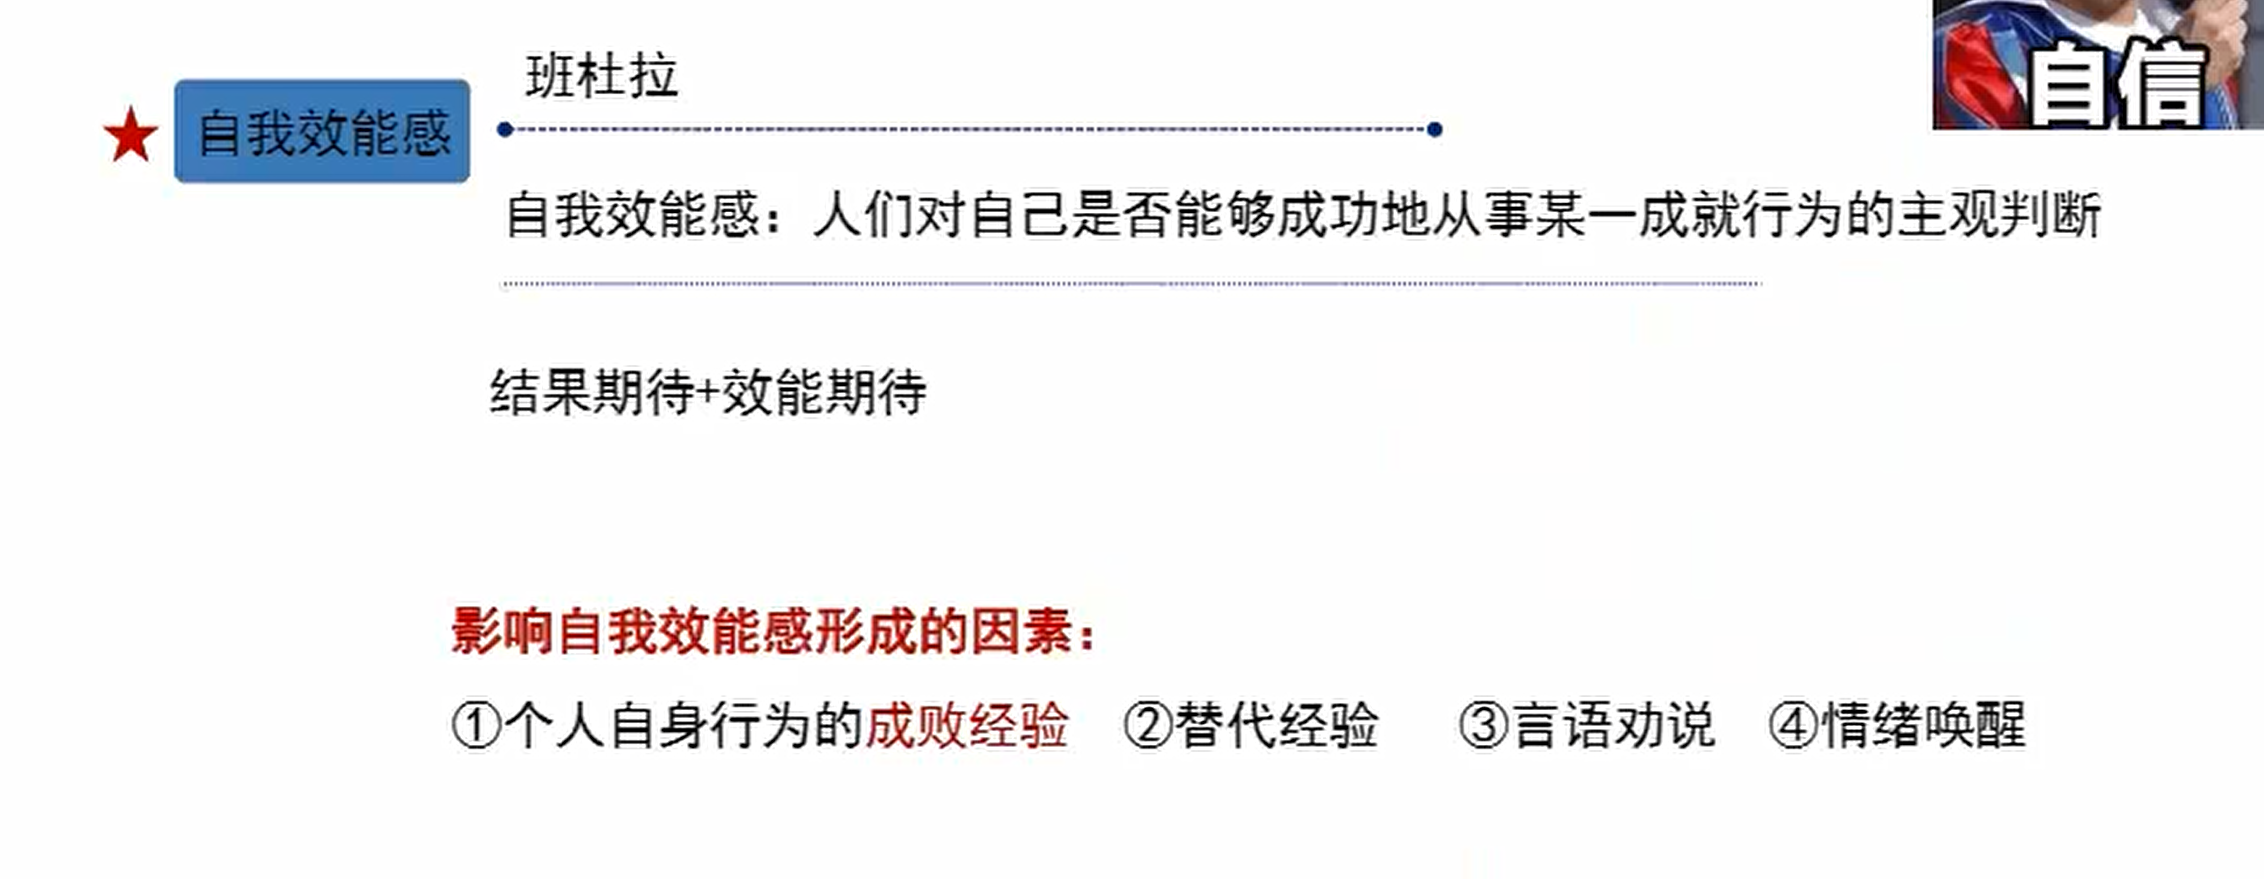 班杜拉
自信
自我效能感
自我效能感：人们对自己是否能够成功地从事某一成就行为的主观判断
结果期待+效能期待
影响自我效能感形成的因素：
①个人自身行为的成败经验 ②替代经验 ③言语劝说 ④情绪唤醒